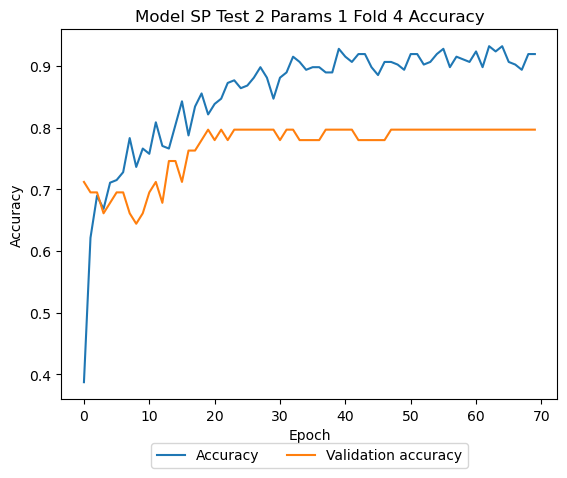 Model SP Test 2 Params 1 Fold 4 Accuracy
Accuracy
0.9
0.8
0.7
0.6
0.5
0.4
0 10 20 30 40 50 60 70
Epoch
Accuracy Validation accuracy